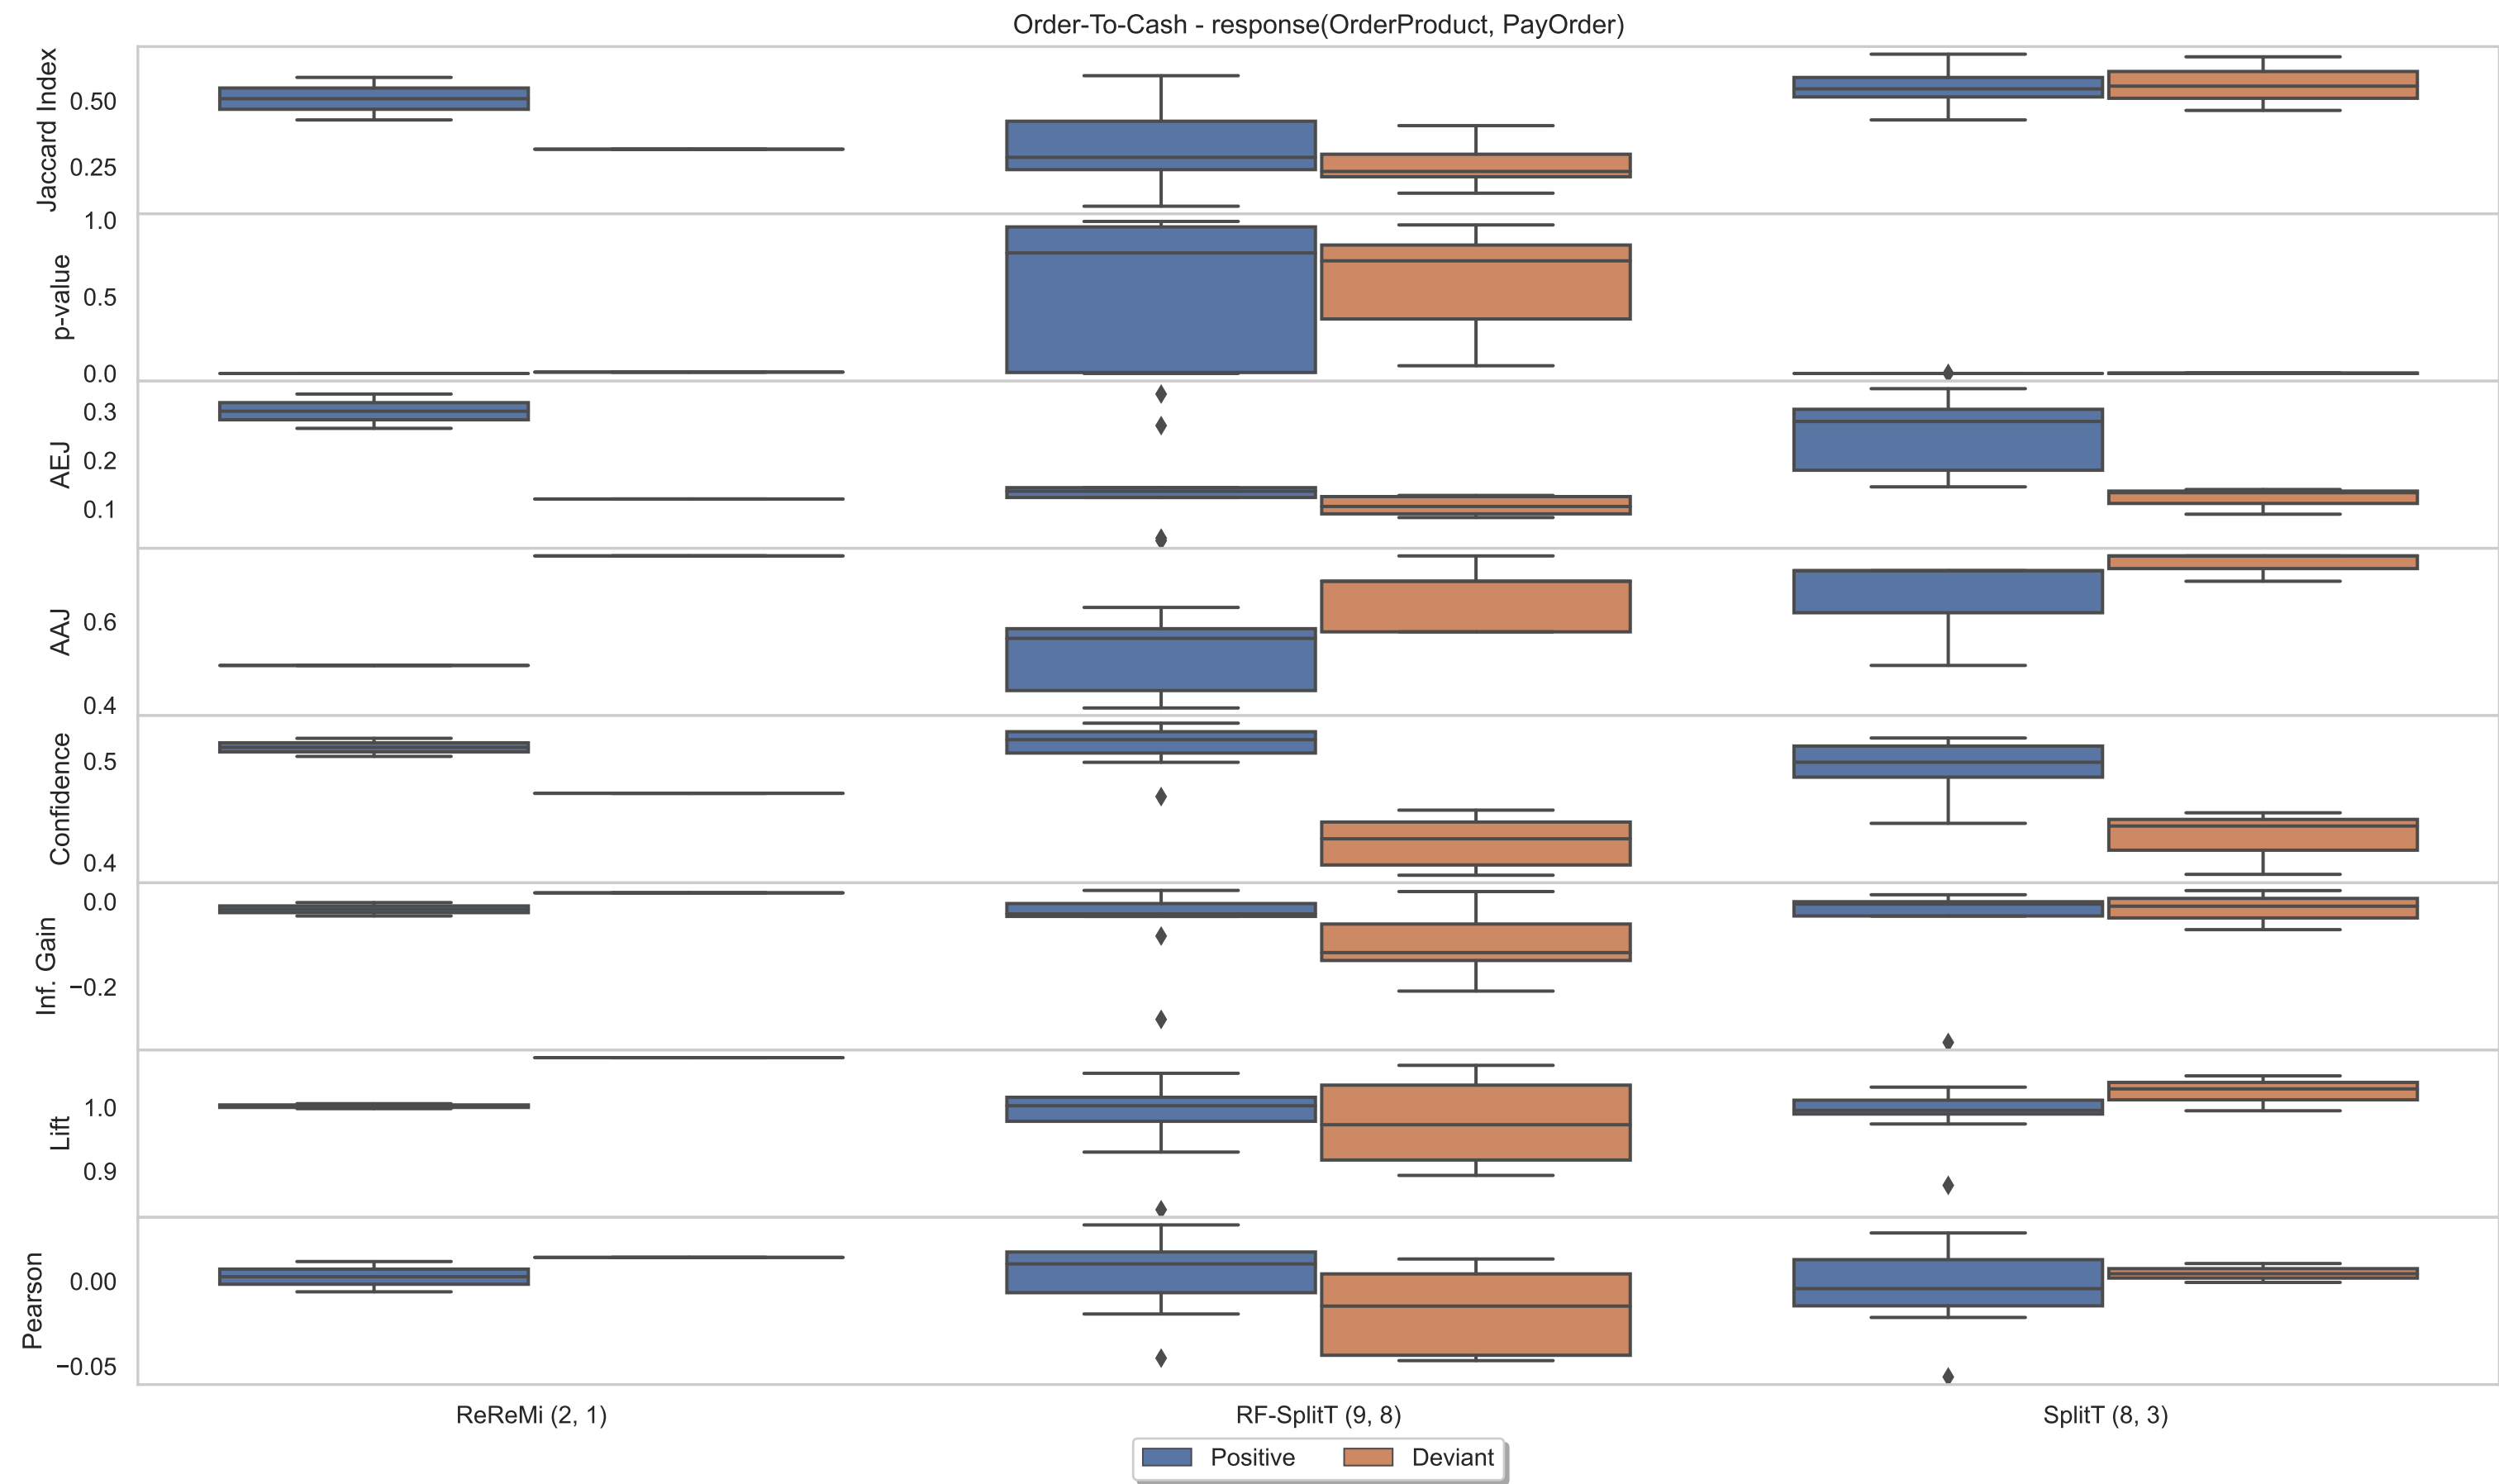 Order-To-Cash - response(OrderProduct, PayOrder)
Jaccard Index
0.50
0.25
p-value
1.0
0.5
0.0
AEJ
0.3
0.2
0.1
AAJ
0.6
0.4
Confidence
0.5
0.4
Inf. Gain
0.0
−0.2
Lift
1.0
0.9
Pearson
0.00
−0.05
ReReMi (2, 1) RF-SplitT (9, 8) SplitT (8, 3)
Positive Deviant